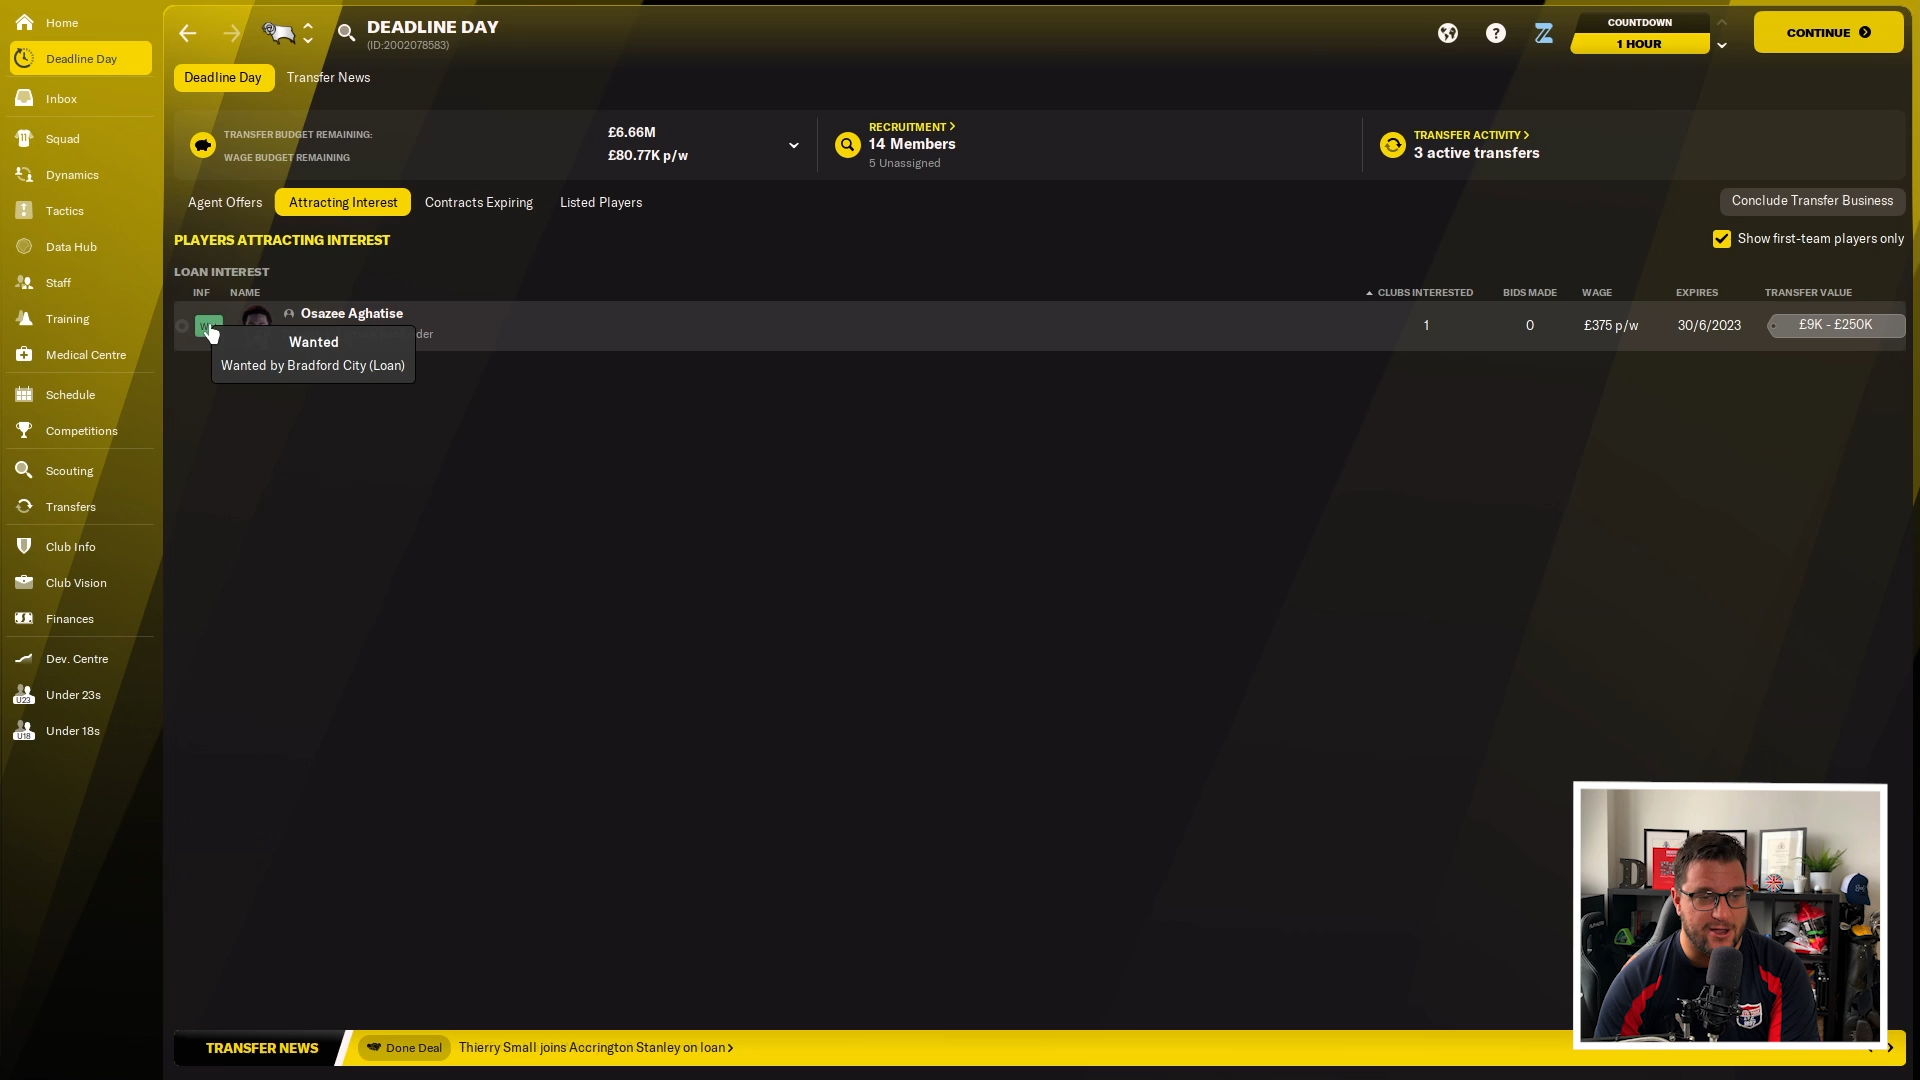 Home
Deadline Day
Inbox
Squad
Dynamics
Tactics
Data Hub
Staff
Training
Medical Centre
Schedule
Competitions
Scouting
Transfers
Club Info
Club Vision
Finances
Dev. Centre
U23
Under 23s
U18
Under 18s
DEADLINE DAY
(ID:2002078583)
COUNTDOWN
1 HOUR
CONTINUE
Deadline Day
Transfer News
TRANSFER BUDGET REMAINING:
£6.66M
WAGE BUDGET REMAINING
£80.77K p/w
RECRUITMENT
14 Members
5 Unassigned
TRANSFER ACTIVITY
3 active transfers
Agent Offers
Attracting Interest
Contracts Expiring
Listed Players
Conclude Transfer Business
PLAYERS ATTRACTING INTEREST
Show first-team players only
LOAN INTEREST
INF NAME CLUBS INTERESTED BIDS MADE WAGE EXPIRES TRANSFER VALUE
Osazee Aghatise
1 0 £375 p/w 30/6/2023 £9K - £250K
Wanted
Wanted by Bradford City (Loan)
TRANSFER NEWS
Done Deal
Thierry Small joins Accrington Stanley on loan